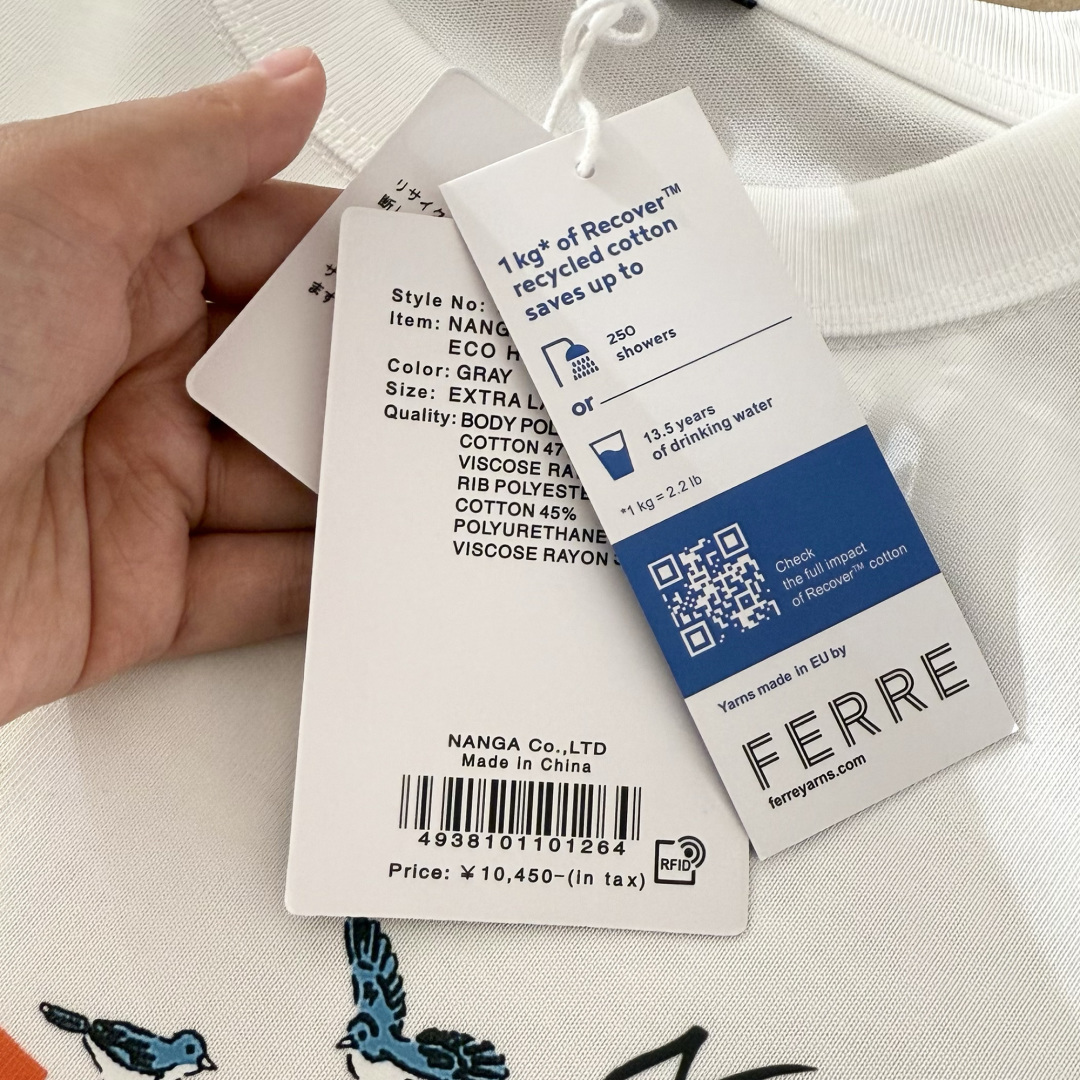 リサイク
断
サ
ます
Style No:
Item: NANG
ECO H
Color: GRAY
Size: EXTRA LA
Quality: BODY POL
COTTON 47
VISCOSE RA
RIB POLYESTE
COTTON 45%
POLYURETHANE
VISCOSE RAYON
NANGA Co.,LTD
Made in China
4938101101264
RFID
Price: ¥10,450-(in tax)
1 kg* of Recover™
recycled cotton
saves up to
250
showers
or
13.5 years
of drinking water
*1 kg = 2.2 lb
Check
the full impact
of Recover™ cotton
Yarns made in EU by
FERRE
ferreyarns.com